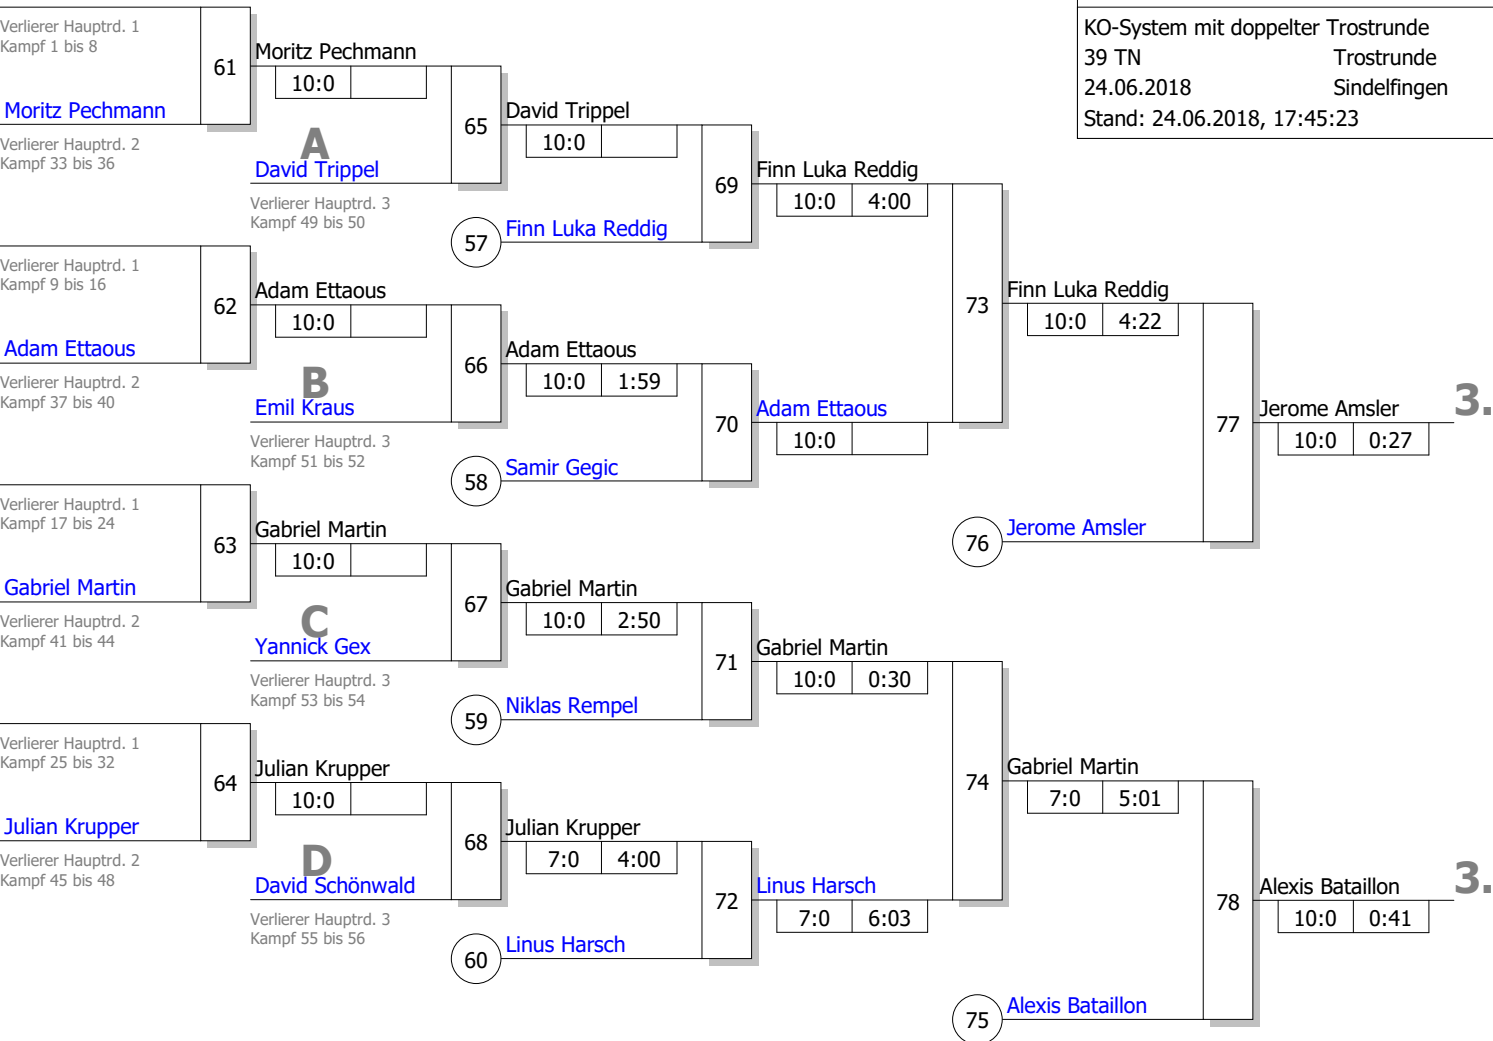 KO-System mit doppelter Trostrunde
39 TN Trostrunde
24.06.2018 Sindelfingen
Stand: 24.06.2018, 17:45:23
Verlierer Hauptrd. 1
Kampf 1 bis 8
61
Moritz Pechmann
10:0
Moritz Pechmann
Verlierer Hauptrd. 2
Kampf 33 bis 36
A
David Trippel
Verlierer Hauptrd. 3
Kampf 49 bis 50
65
David Trippel
10:0
57
Finn Luka Reddig
69
Finn Luka Reddig
10:0 4:00
Verlierer Hauptrd. 1
Kampf 9 bis 16
62
Adam Ettaous
10:0
Adam Ettaous
Verlierer Hauptrd. 2
Kampf 37 bis 40
B
Emil Kraus
Verlierer Hauptrd. 3
Kampf 51 bis 52
66
Adam Ettaous
10:0 1:59
58
Samir Gegic
70
Adam Ettaous
10:0
73
Finn Luka Reddig
10:0 4:22
76
Jerome Amsler
77
Jerome Amsler
10:0 0:27
3.
Verlierer Hauptrd. 1
Kampf 17 bis 24
63
Gabriel Martin
10:0
Gabriel Martin
Verlierer Hauptrd. 2
Kampf 41 bis 44
C
Yannick Gex
Verlierer Hauptrd. 3
Kampf 53 bis 54
67
Gabriel Martin
10:0 2:50
59
Niklas Rempel
71
Gabriel Martin
10:0 0:30
Verlierer Hauptrd. 1
Kampf 25 bis 32
64
Julian Krupper
10:0
Julian Krupper
Verlierer Hauptrd. 2
Kampf 45 bis 48
D
David Schönwald
Verlierer Hauptrd. 3
Kampf 55 bis 56
68
Julian Krupper
7:0 4:00
60
Linus Harsch
72
Linus Harsch
7:0 6:03
74
Gabriel Martin
7:0 5:01
75
Alexis Bataillon
78
Alexis Bataillon
10:0 0:41
3.